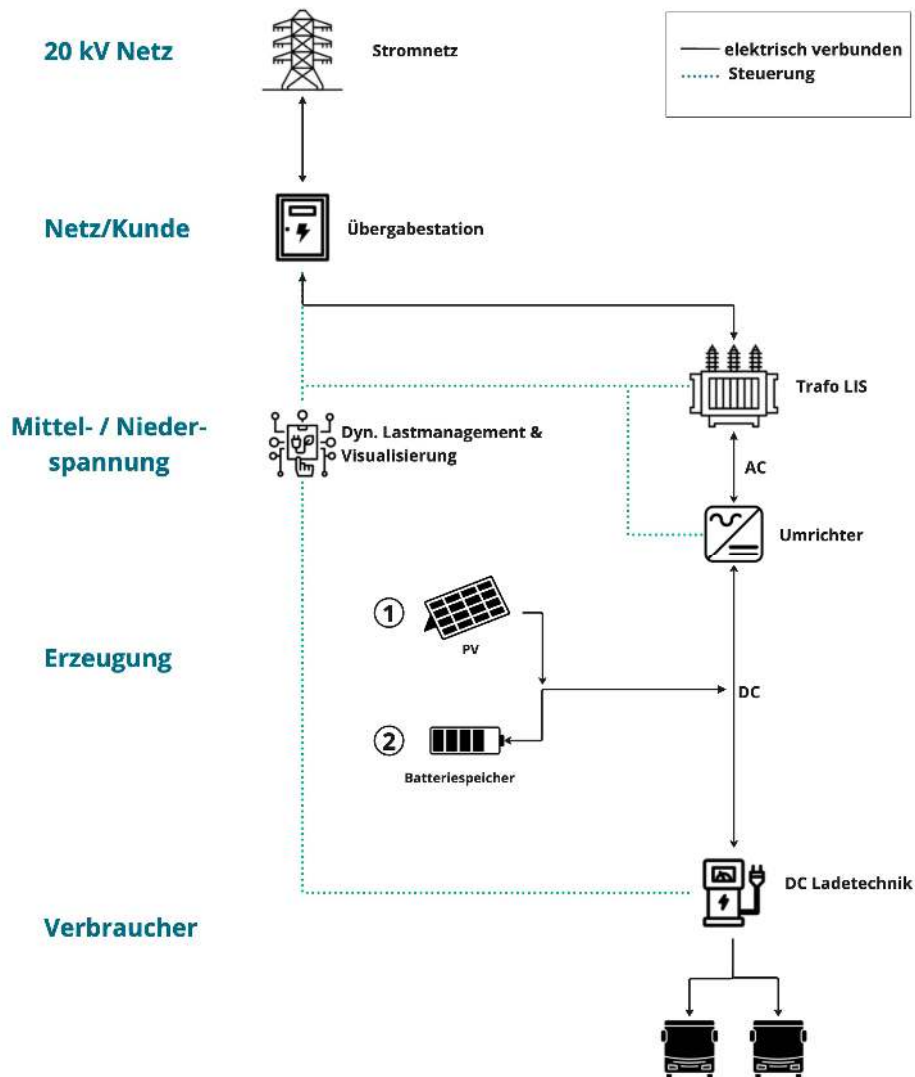 20 kV Netz
Stromnetz
elektrisch verbunden
Steuerung
Netz/Kunde
Übergabestation
Trafo LIS
Mittel- / Nieder-
spannung
Dyn. Lastmanagement &
Visualisierung
AC
Umrichter
1
PV
Erzeugung
DC
2
Batteriespeicher
DC Ladetechnik
Verbraucher